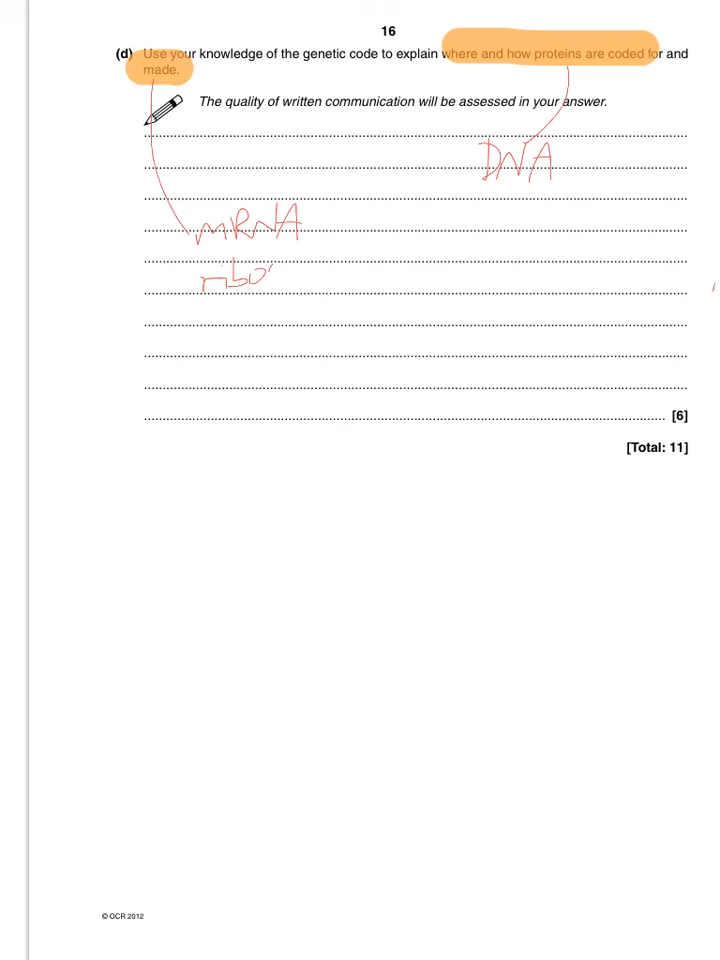 16
(d) Use your knowledge of the genetic code to explain where and how proteins are coded for and
made.
The quality of written communication will be assessed in your answer.
DNA
mRNA
ribo
[6]
[Total: 11]
© OCR 2012